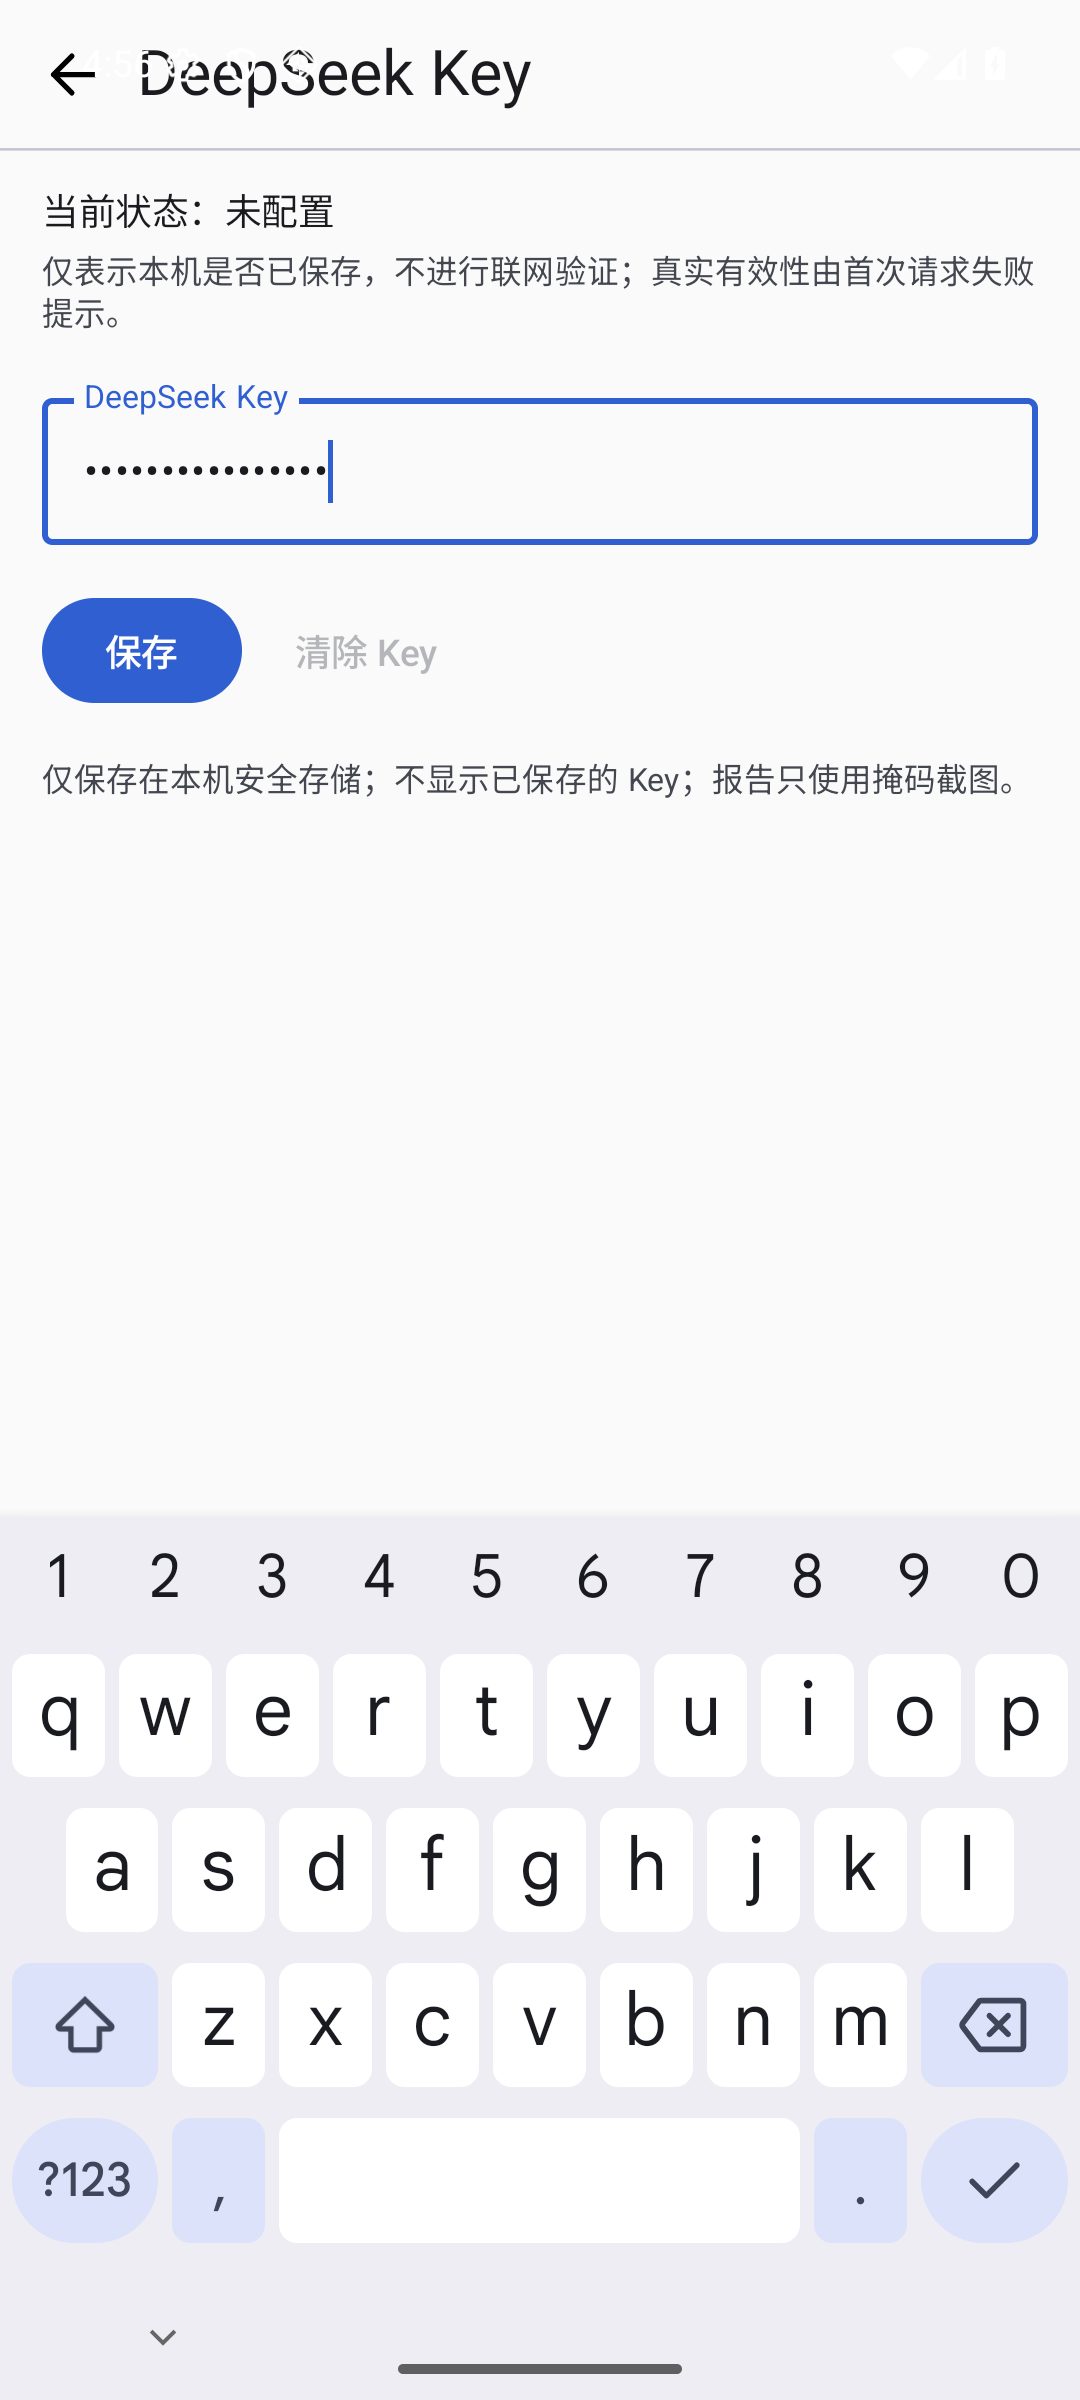 DeepSeek Key
当前状态：未配置
仅表示本机是否已保存，不进行联网验证；真实有效性由首次请求失败
提示。
DeepSeek Key
••••••••••••••••
保存 清除 Key
仅保存在本机安全存储；不显示已保存的 Key；报告只使用掩码截图。
1 2 3 4 5 6 7 8 9 0
q w e r t y u i o p
a s d f g h j k l
z x c v b n m
?123 , .